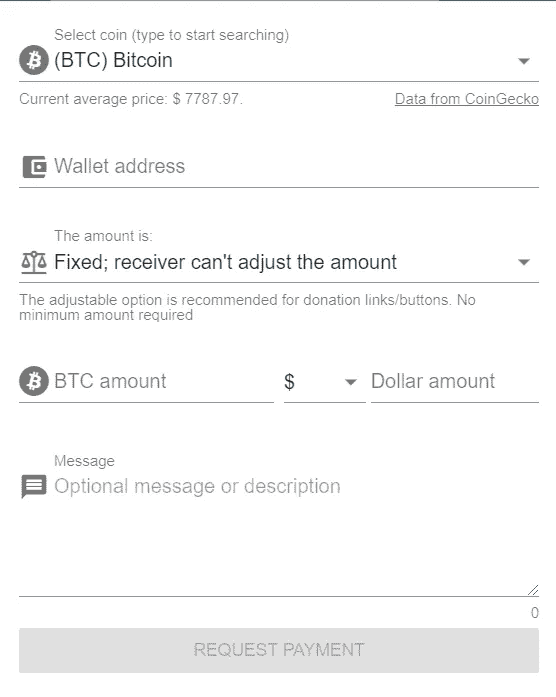 Select coin (type to start searching)
(BTC) Bitcoin
Current average price: $ 7787.97.
Data from CoinGecko
Wallet address
The amount is:
Fixed; receiver can't adjust the amount
The adjustable option is recommended for donation links/buttons. No
minimum amount required
BTC amount
$
Dollar amount
Message
Optional message or description
0
REQUEST PAYMENT